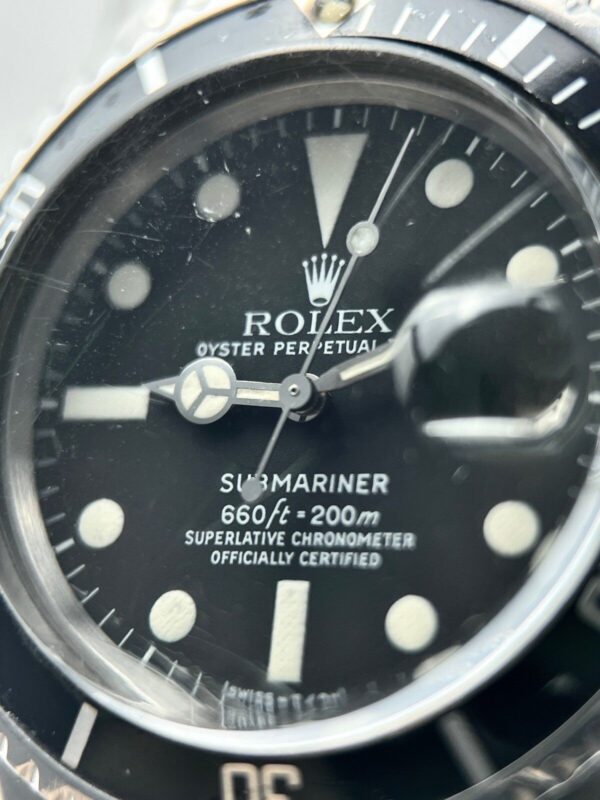 ROLEX
OYSTER PERPETUAL
SUBMARINER
660ft = 200m
SUPERLATIVE CHRONOMETER
OFFICIALLY CERTIFIED